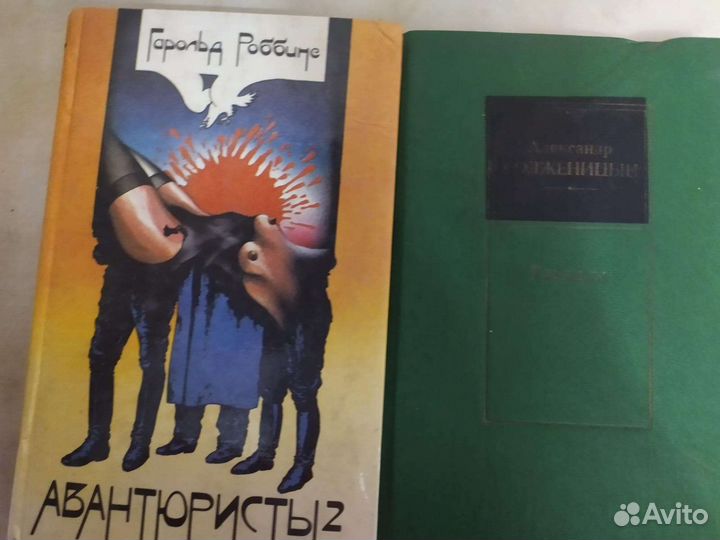 Гарольд Роббинс
АВАНТЮРИСТЫ 2
Александр
СОЛЖЕНИЦЫН
Avito